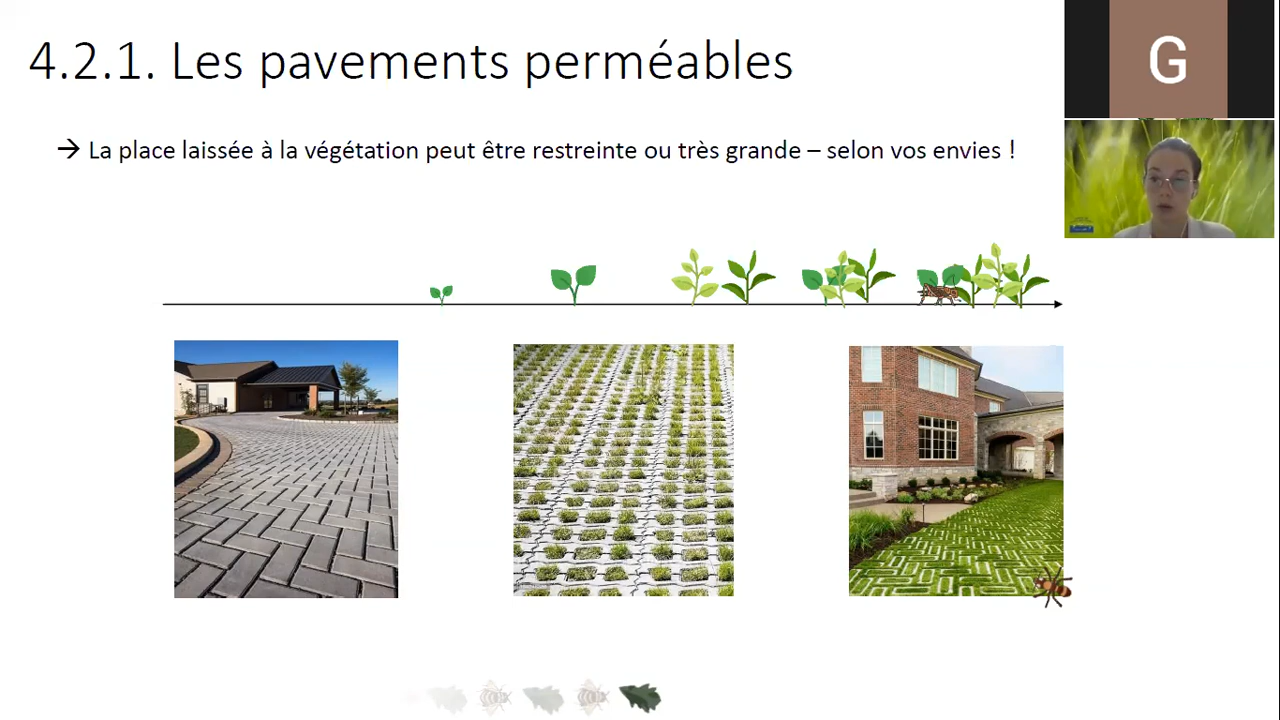 4.2.1. Les pavements perméables
→ La place laissée à la végétation peut être restreinte ou très grande – selon vos envies !
G